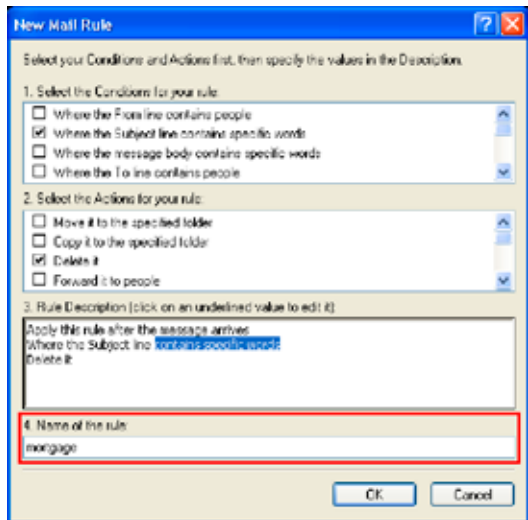 New Mail Rule
Select your Conditions and Actions first, then specify the values in the Description.
1. Select the Conditions for your rule:
Where the From line contains people
Where the Subject line contains specific words
Where the message body contains specific words
Where the To line contains people
2. Select the Actions for your rule:
Move it to the specified folder
Copy it to the specified folder
Delete it
Forward it to people
3. Rule Description (click on an underlined value to edit it):
Apply this rule after the message arrives
Where the Subject line contains specific words
Delete it
4. Name of the rule:
mortgage
OK Cancel